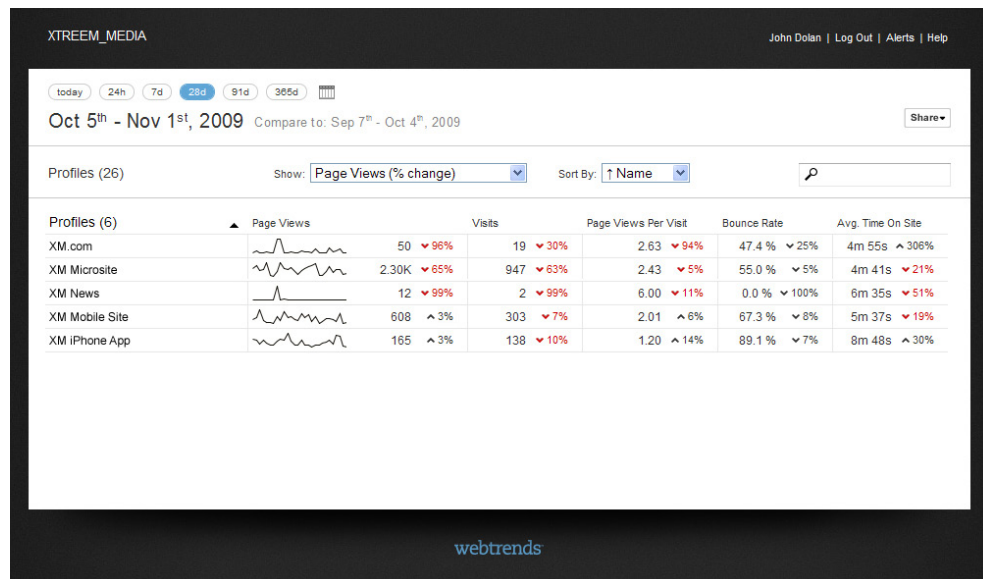 XTREEM_MEDIA
John Dolan | Log Out | Alerts | Help
today 24h 7d 28d 91d 365d
Oct 5th - Nov 1st, 2009 Compare to: Sep 7th - Oct 4th, 2009
Share
Profiles (26) Show: Page Views (% change) Sort By: ↑ Name
Profiles (6) Page Views Visits Page Views Per Visit Bounce Rate Avg. Time On Site
XM.com 50 96% 19 30% 2.63 94% 47.4 % 25% 4m 55s 306%
XM Microsite 2.30K 65% 947 63% 2.43 5% 55.0 % 5% 4m 41s 21%
XM News 12 99% 2 99% 6.00 11% 0.0 % 100% 6m 35s 51%
XM Mobile Site 608 3% 303 7% 2.01 6% 67.3 % 8% 5m 37s 19%
XM iPhone App 165 3% 138 10% 1.20 14% 89.1 % 7% 8m 48s 30%
webtrends